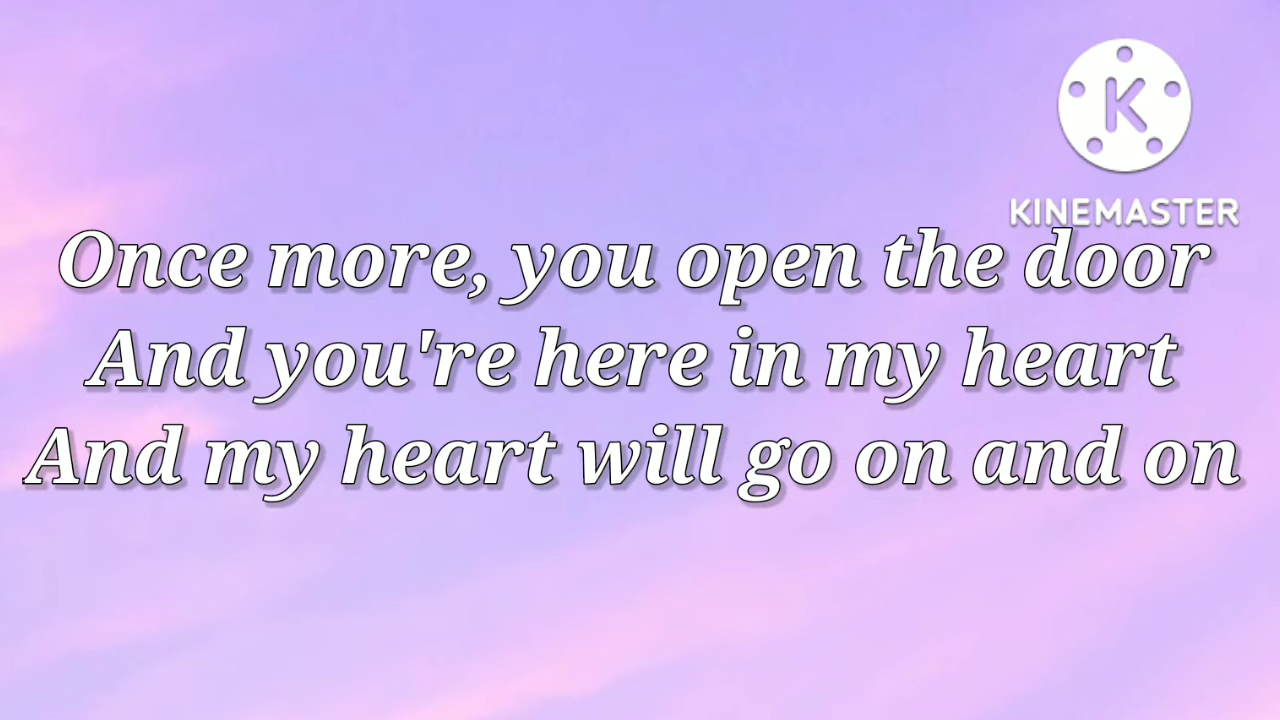 K
KINEMASTER
Once more, you open the door
And you're here in my heart
And my heart will go on and on